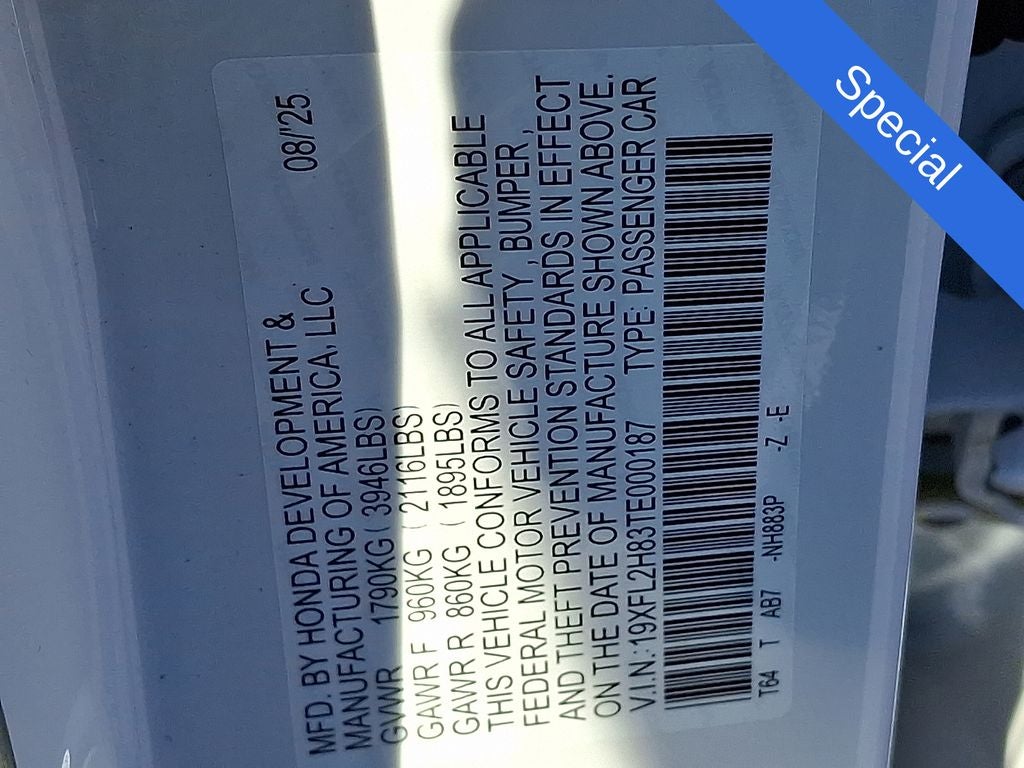 Special
MFD. BY HONDA DEVELOPMENT &
MANUFACTURING OF AMERICA, LLC 08/'25
GVWR 1790KG ( 3946LBS)
GAWR F 960KG ( 2116LBS)
GAWR R 860KG ( 1895LBS)
THIS VEHICLE CONFORMS TO ALL APPLICABLE
FEDERAL MOTOR VEHICLE SAFETY, BUMPER,
AND THEFT PREVENTION STANDARDS IN EFFECT
ON THE DATE OF MANUFACTURE SHOWN ABOVE.
V.I.N.:19XFL2H83TE000187 TYPE: PASSENGER CAR
T64 T AB7 -NH883P -Z -E